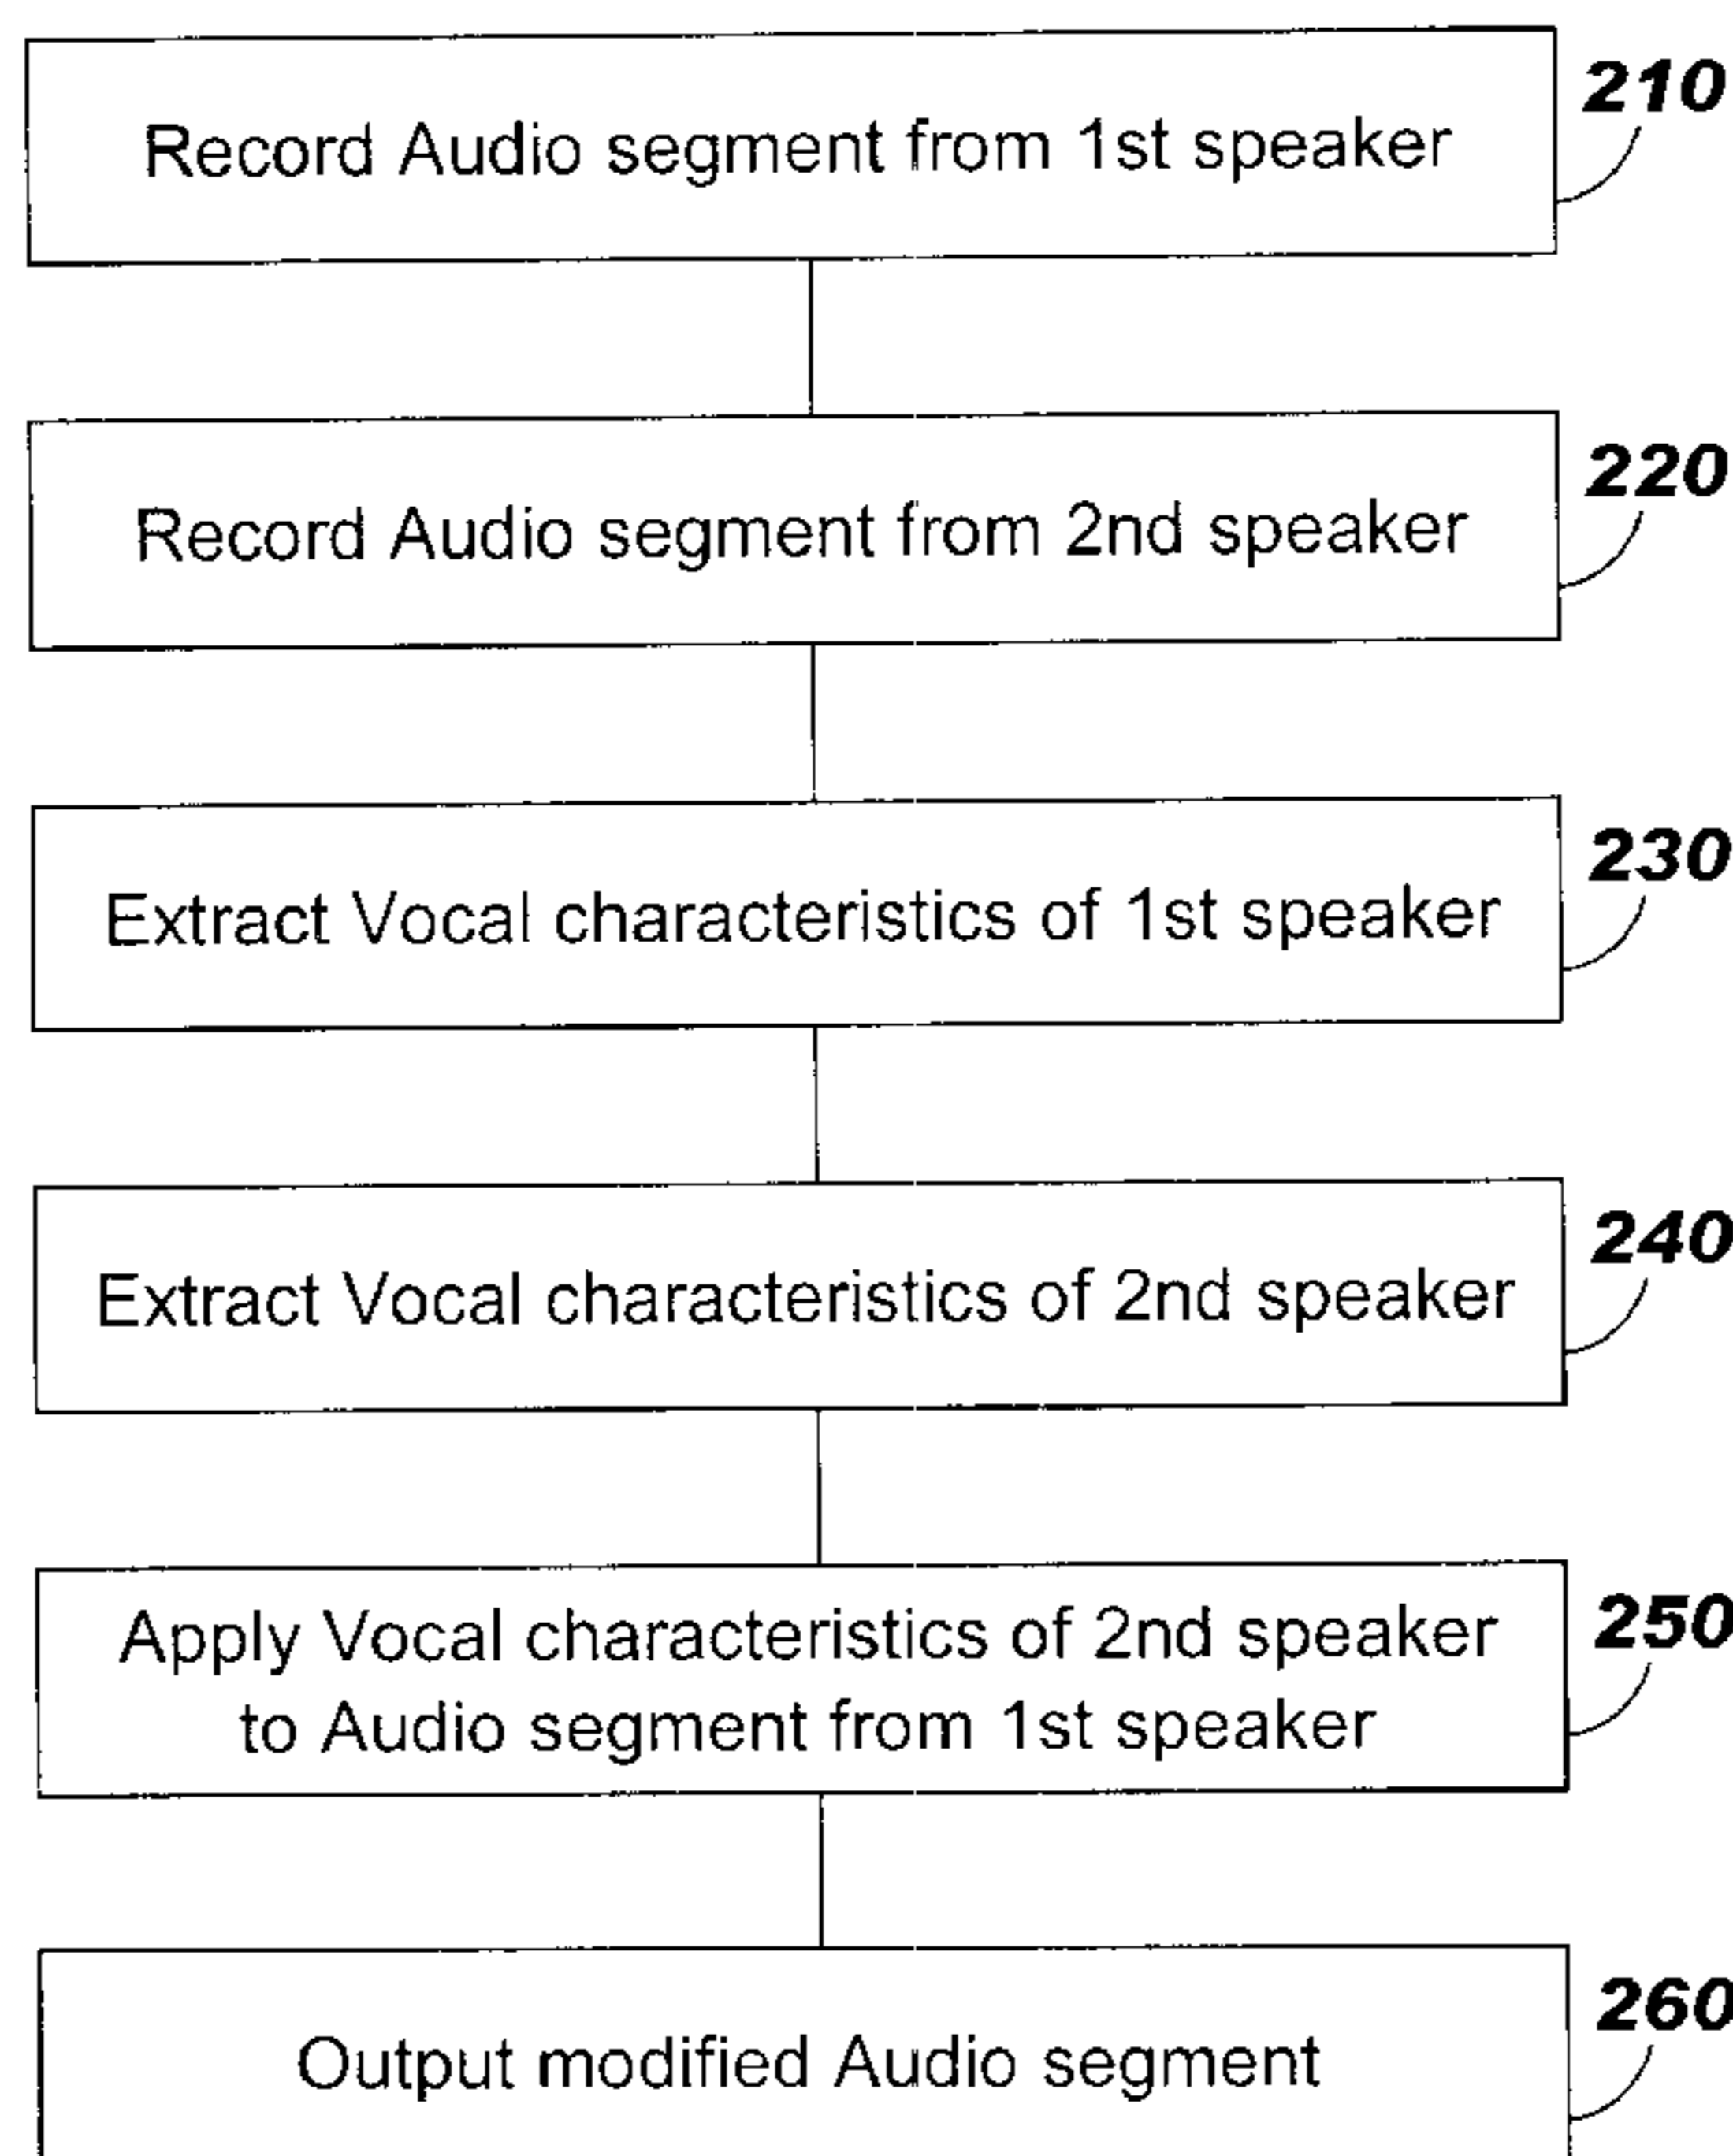 Record Audio segment from 1st speaker
210
Record Audio segment from 2nd speaker
220
Extract Vocal characteristics of 1st speaker
230
Extract Vocal characteristics of 2nd speaker
240
Apply Vocal characteristics of 2nd speaker
to Audio segment from 1st speaker
250
Output modified Audio segment
260